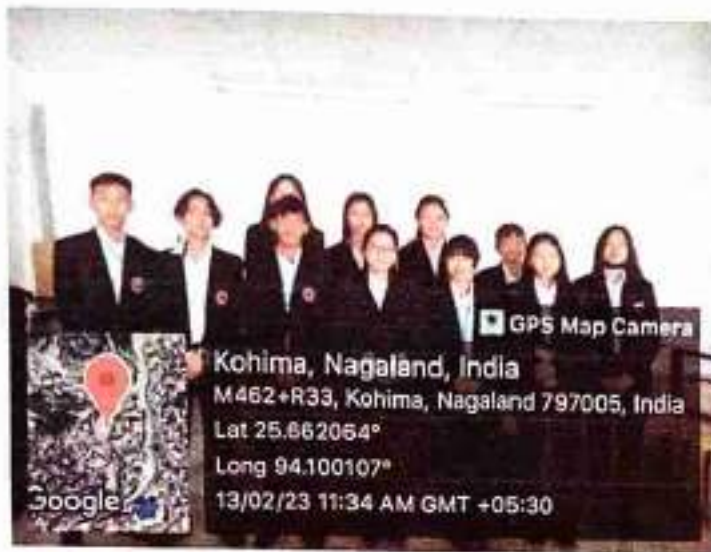 GPS Map Camera
Kohima, Nagaland, India
M462+R33, Kohima, Nagaland 797005, India
Lat 25.662064°
Long 94.100107°
13/02/23 11:34 AM GMT +05:30
Google